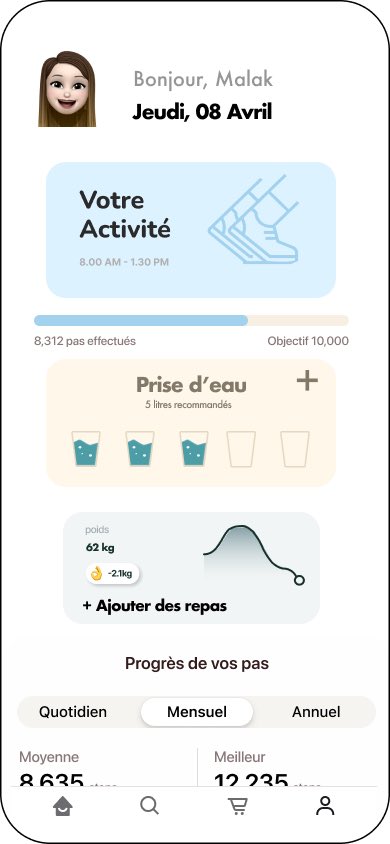 Bonjour, Malak
Jeudi, 08 Avril
Votre
Activité
8.00 AM - 1.30 PM
8,312 pas effectués
Objectif 10,000
Prise d’eau
5 litres recommandés
poids
62 kg
-2.1kg
+ Ajouter des repas
Progrès de vos pas
Quotidien
Mensuel
Annuel
Moyenne
Meilleur
8,635
12,235